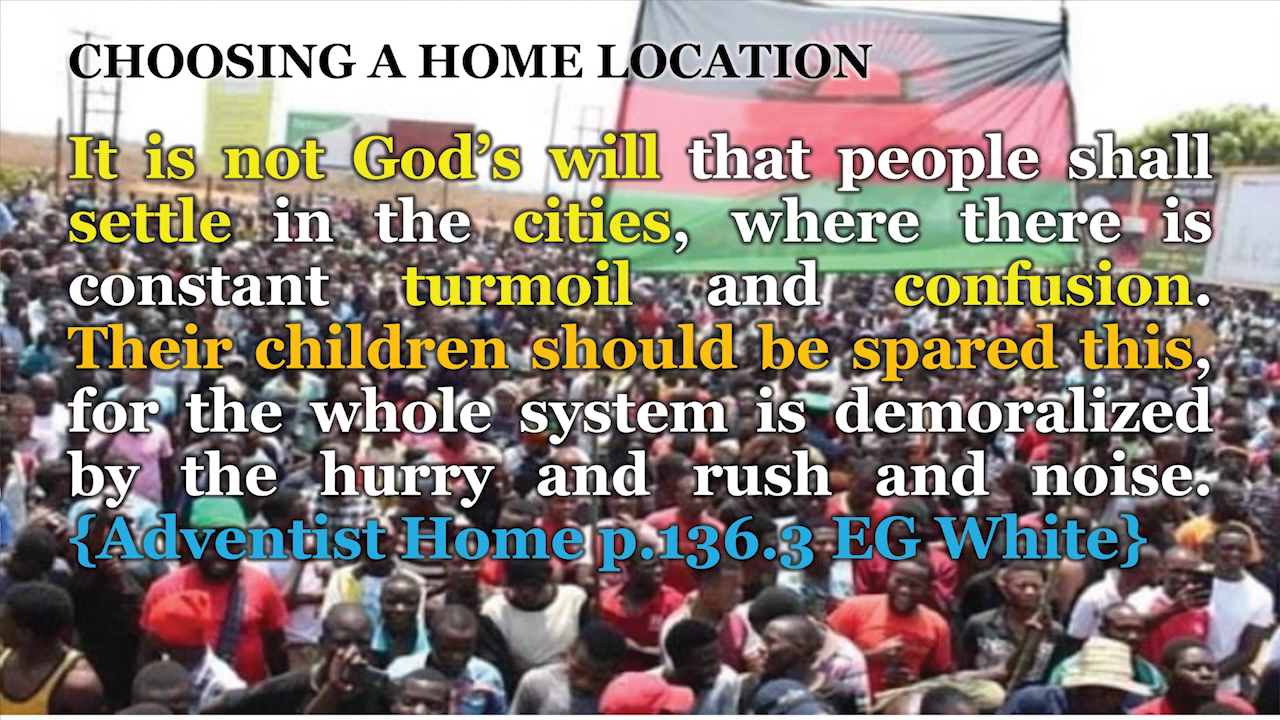 CHOOSING A HOME LOCATION
It is not God’s will that people shall
settle in the cities, where there is
constant turmoil and confusion.
Their children should be spared this,
for the whole system is demoralized
by the hurry and rush and noise.
{Adventist Home p.136.3 EG White}